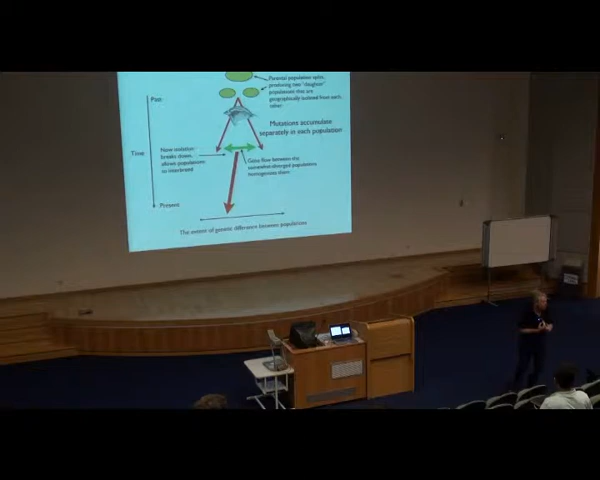 Parental population splits,
producing two "daughter"
populations that are
geographically isolated from each
other
Past
Mutations accumulate
separately in each population
Time
Now isolation
breaks down,
allows populations
to interbreed
Gene flow between the
somewhat-diverged populations
homogenizes them
Present
The extent of genetic difference between populations